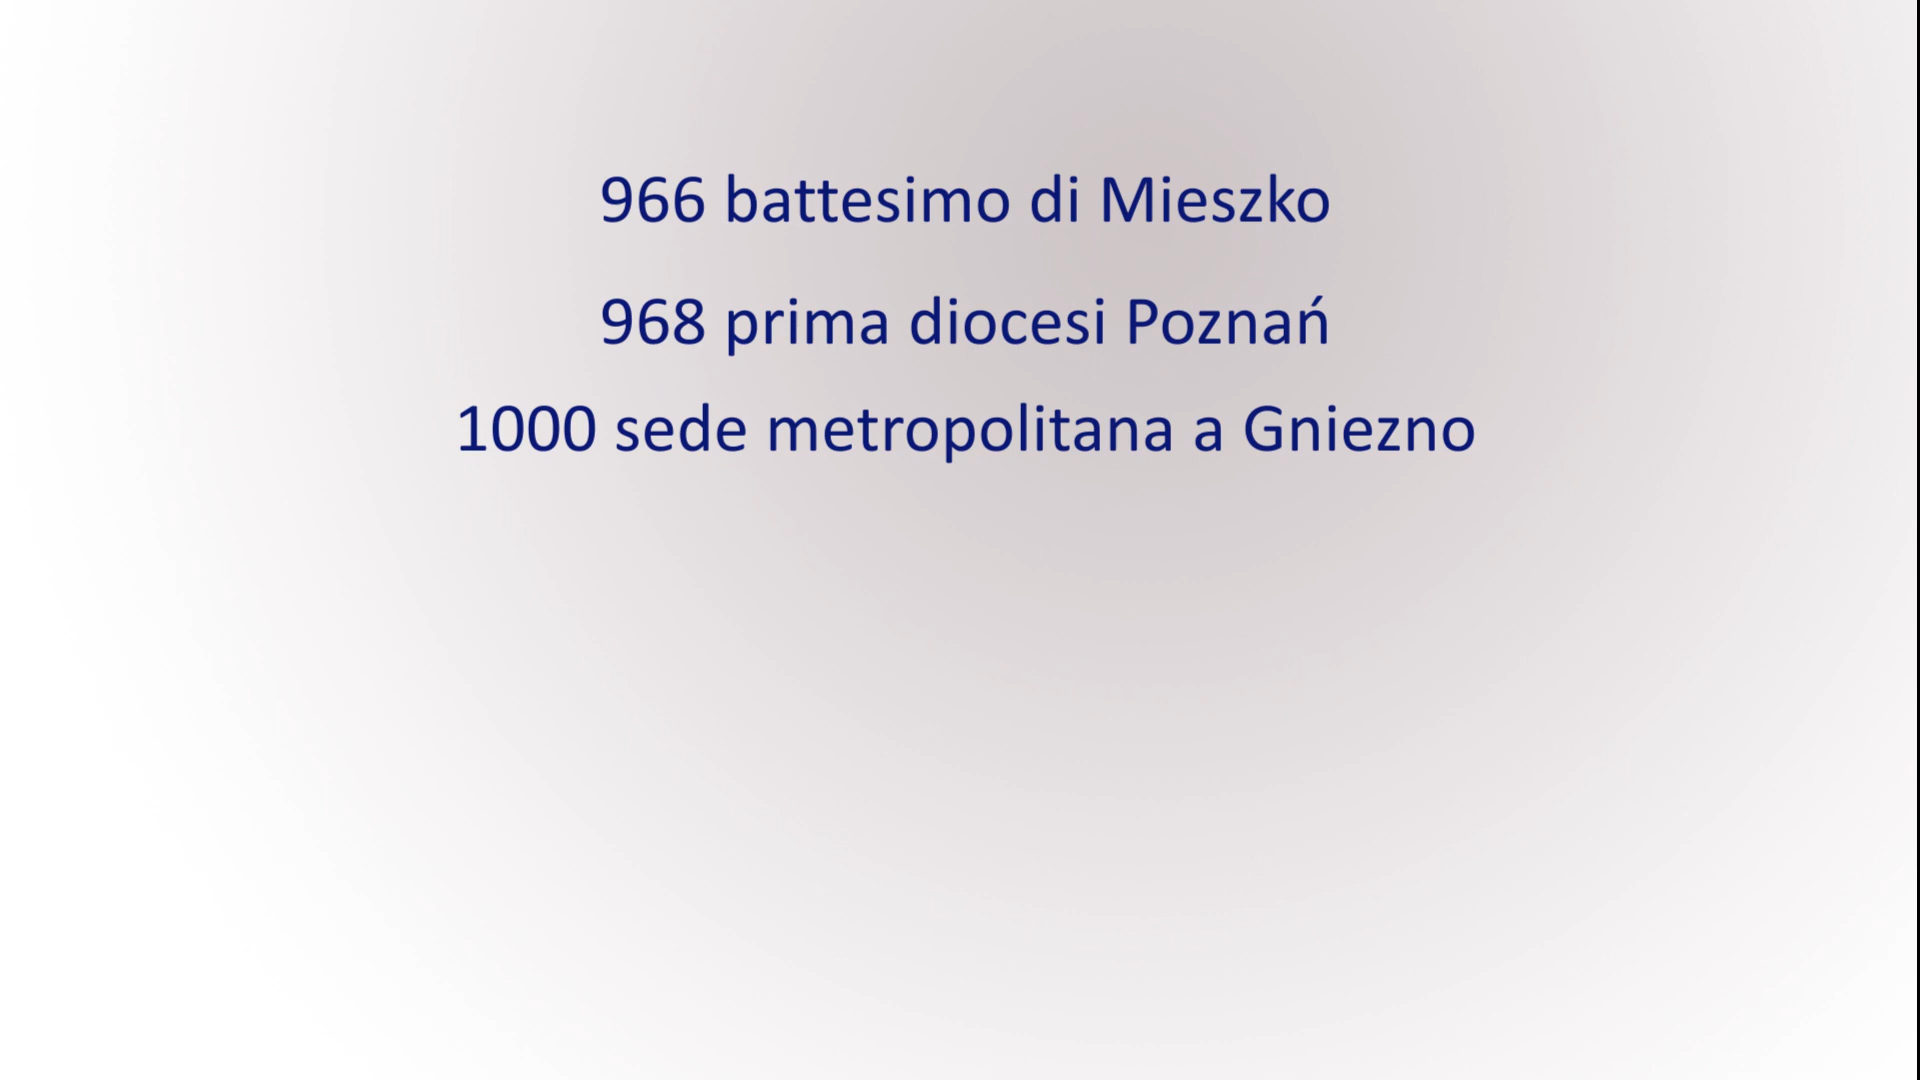 966 battesimo di Mieszko
968 prima diocesi Poznań
1000 sede metropolitana a Gniezno